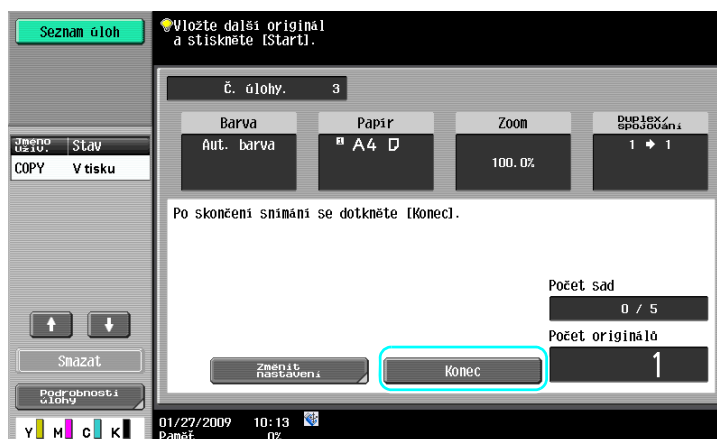 Seznam úloh
Vložte další originál
a stiskněte [Start].
Č. úlohy. 3
Barva Papír Zoom Duplex/
spojování
Jméno
uživ. Stav
Aut. barva 1 A4 100.0% 1 → 1
COPY V tisku
Po skončení snímání se dotkněte [Konec].
Počet sad
0 / 5
Počet originálů
1
Smazat
Změnit
nastavení
Konec
Podrobnosti
úlohy
Y M C K
01/27/2009 10:13
Paměť 0%